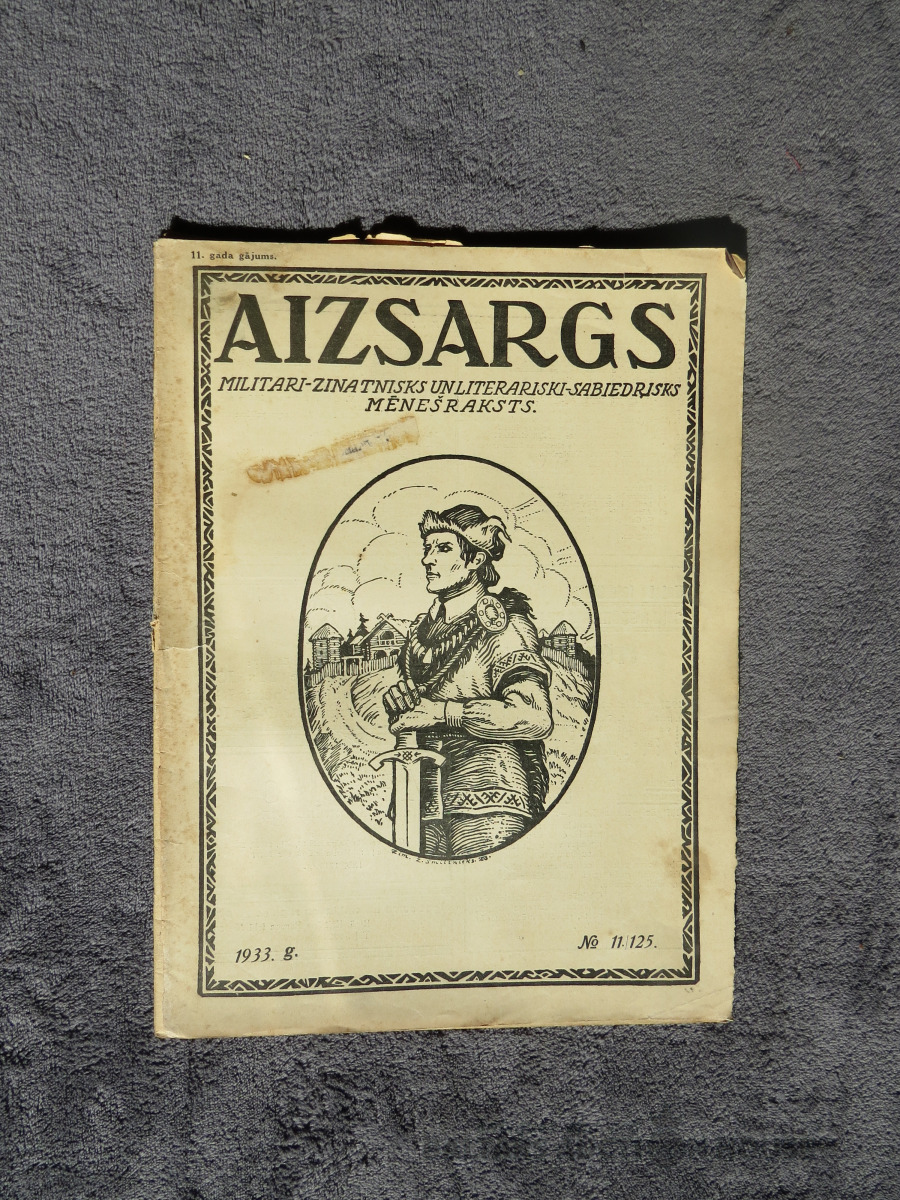 11. gada gājums.
AIZSARGS
MILITARI-ZINATNISKS UN LITERARISKI-SABIEDRISKS
MĒNEŠRAKSTS.
1933. g.
№ 11/125.